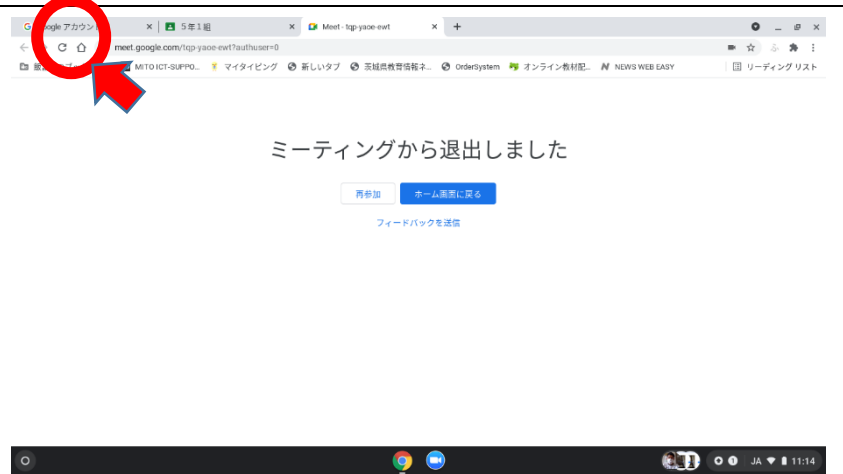 ogle アカウン
5年1組
Meet - tqp-yaoe-ewt
meet.google.com/tqp-yaoe-ewt?authuser=0
MITO ICT-SUPPO...
マイタイピング
新しいタブ
茨城県教育情報ネ...
OrderSystem
オンライン教材配...
NEWS WEB EASY
リーディング リスト
ミーティングから退出しました
再参加
ホーム画面に戻る
フィードバックを送信
JA
11:14